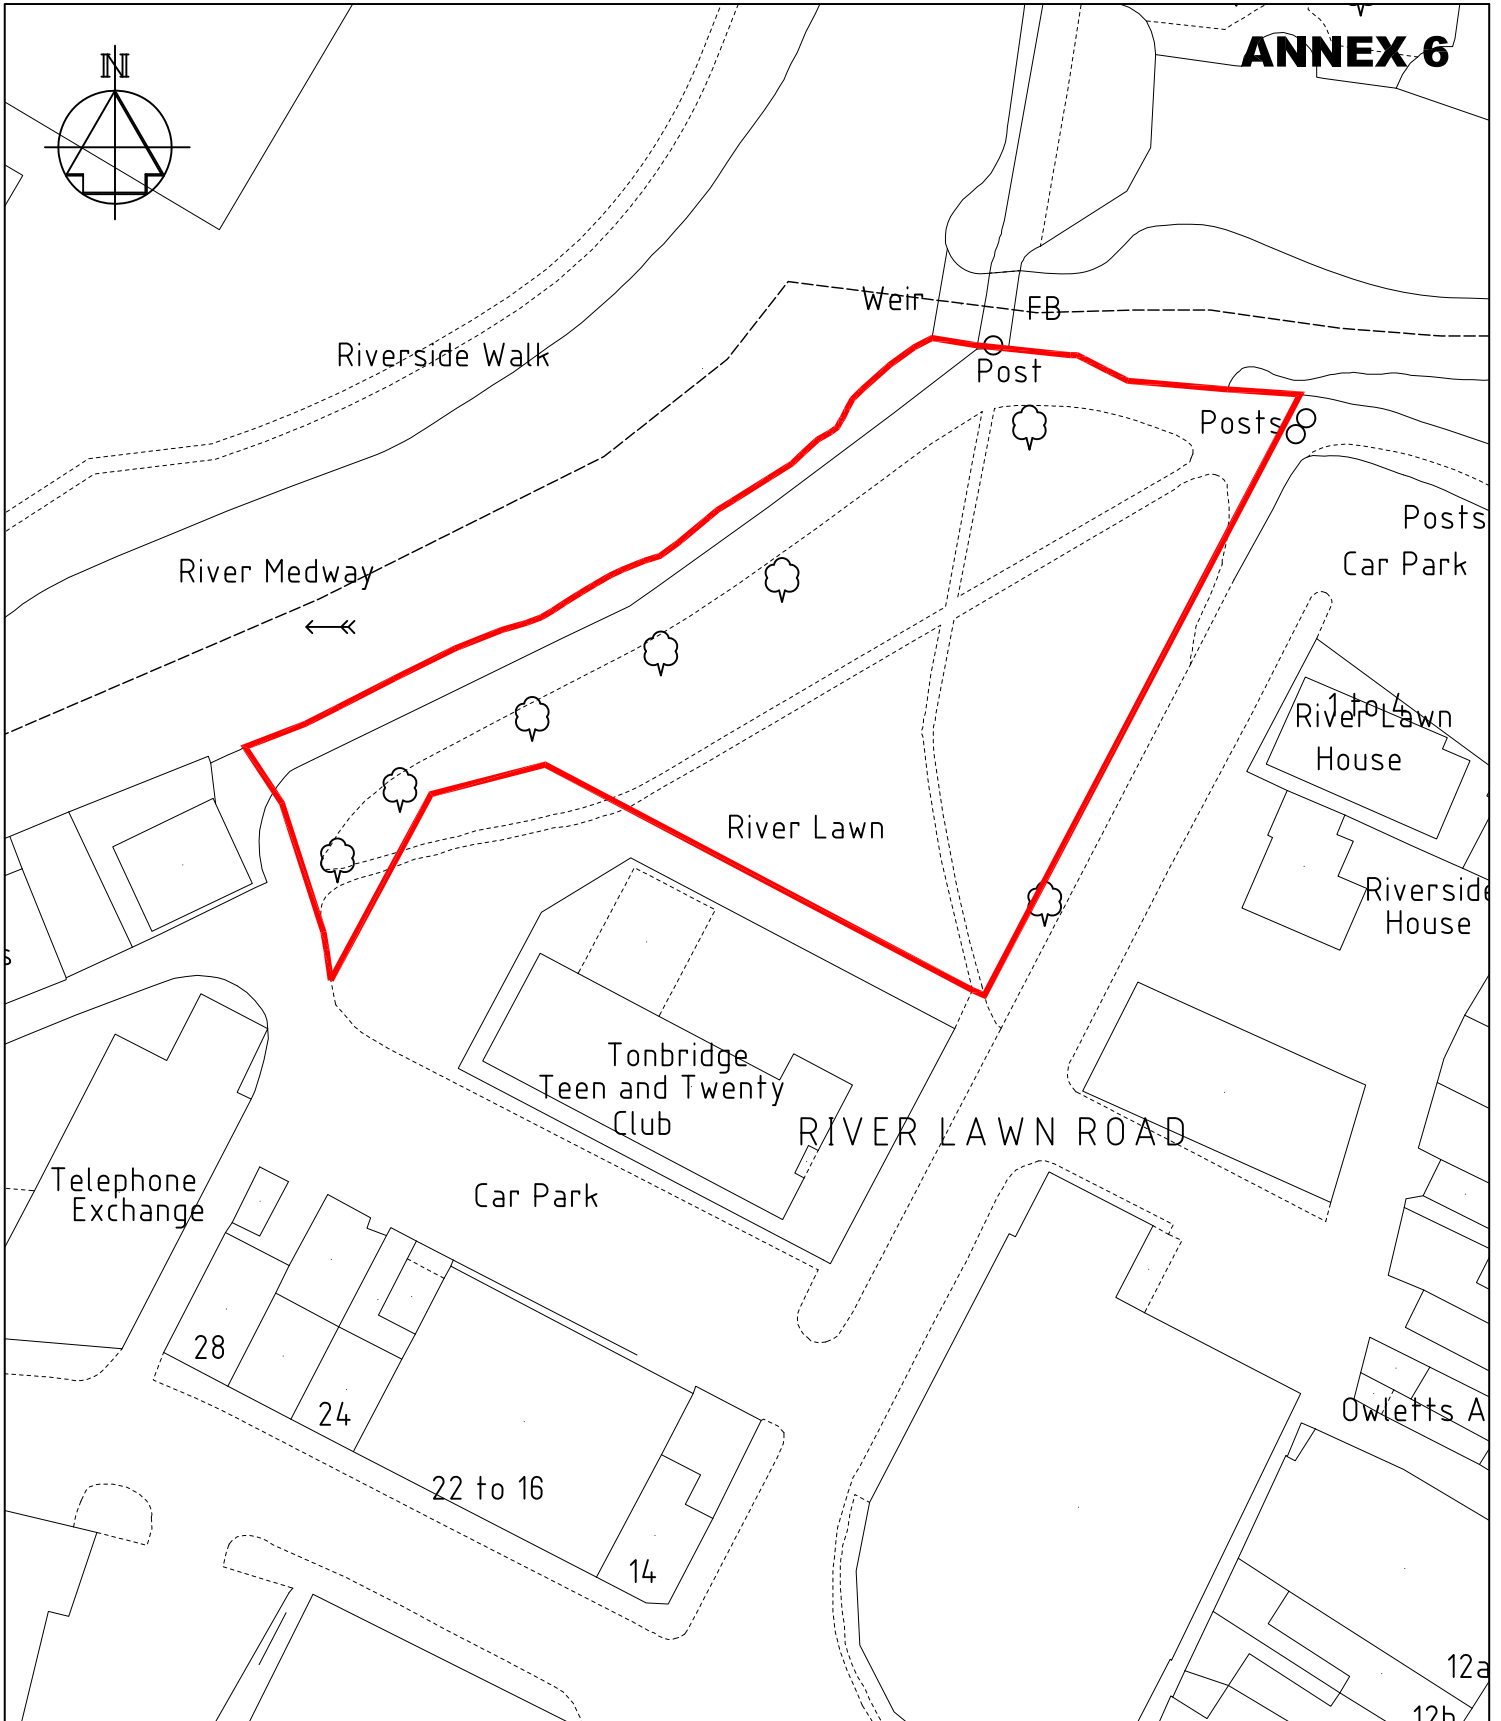 ANNEX 6
N
Weir
FB
Riverside Walk
Post
Posts
Posts
Car Park
River Medway
1 to 4
River Lawn
House
River Lawn
Riverside
House
Tonbridge
Teen and Twenty
Club
RIVER LAWN ROAD
Telephone
Exchange
Car Park
28
24
22 to 16
14
Owletts A
12a
12b